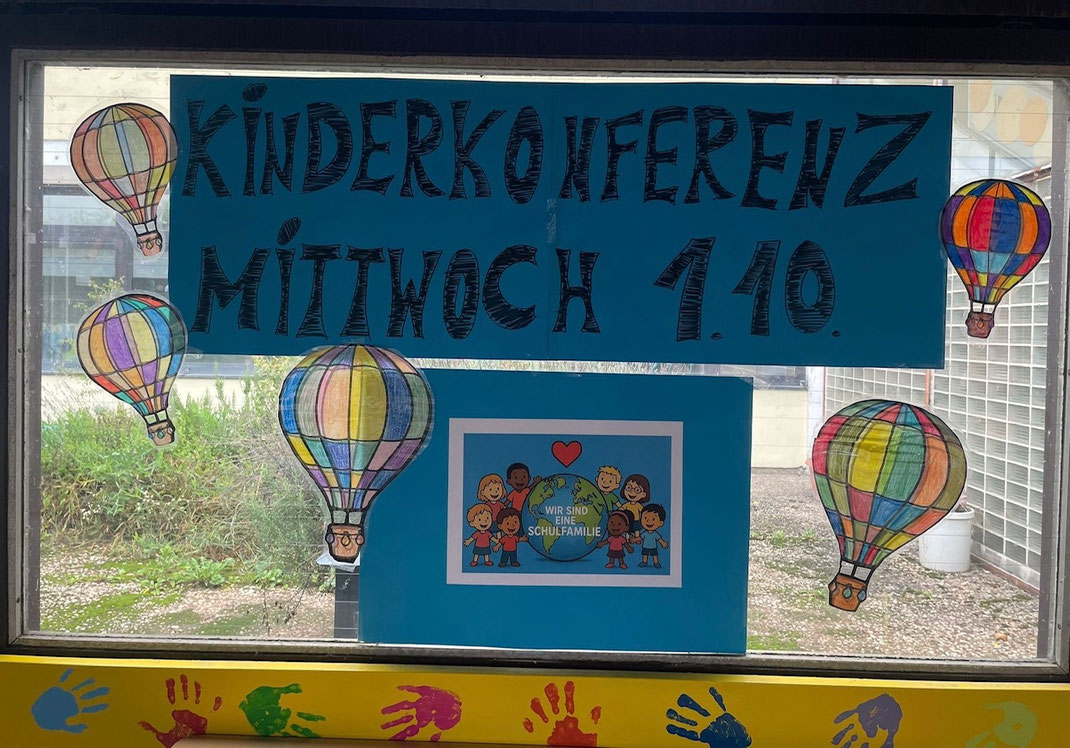 KINDERKONFERENZ
MITTWOCH 1.10.
WIR SIND
EINE
SCHULFAMILIE